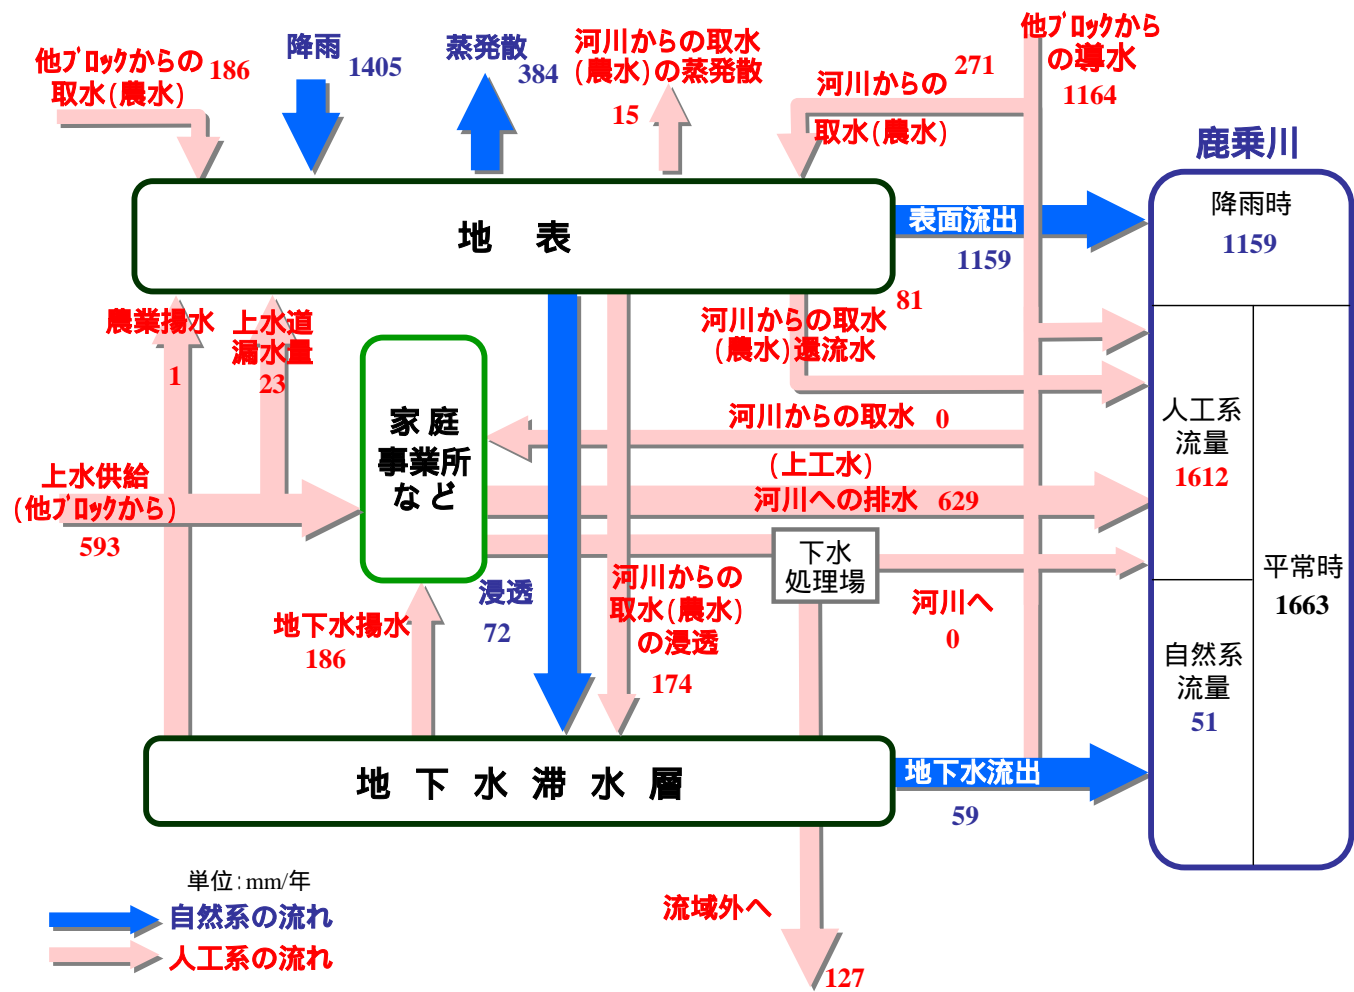 他ブロックからの
取水(農水)
186
降雨
1405
蒸発散
384
河川からの取水
(農水)の蒸発散
15
河川からの
取水(農水)
271
他ブロックから
の導水
1164
鹿乗川
地 表
表面流出
1159
降雨時
1159
農業揚水
1
上水道
漏水量
23
81
河川からの取水
(農水)還流水
家庭
事業所
など
河川からの取水 0
(上工水)
人工系
流量
1612
上水供給
(他ブロックから)
593
河川への排水 629
下水
処理場
平常時
1663
地下水揚水
186
浸透
72
河川からの
取水(農水)
の浸透
174
河川へ
0
自然系
流量
51
地下水滞水層
地下水流出
59
単位:mm/年
自然系の流れ
人工系の流れ
流域外へ
127